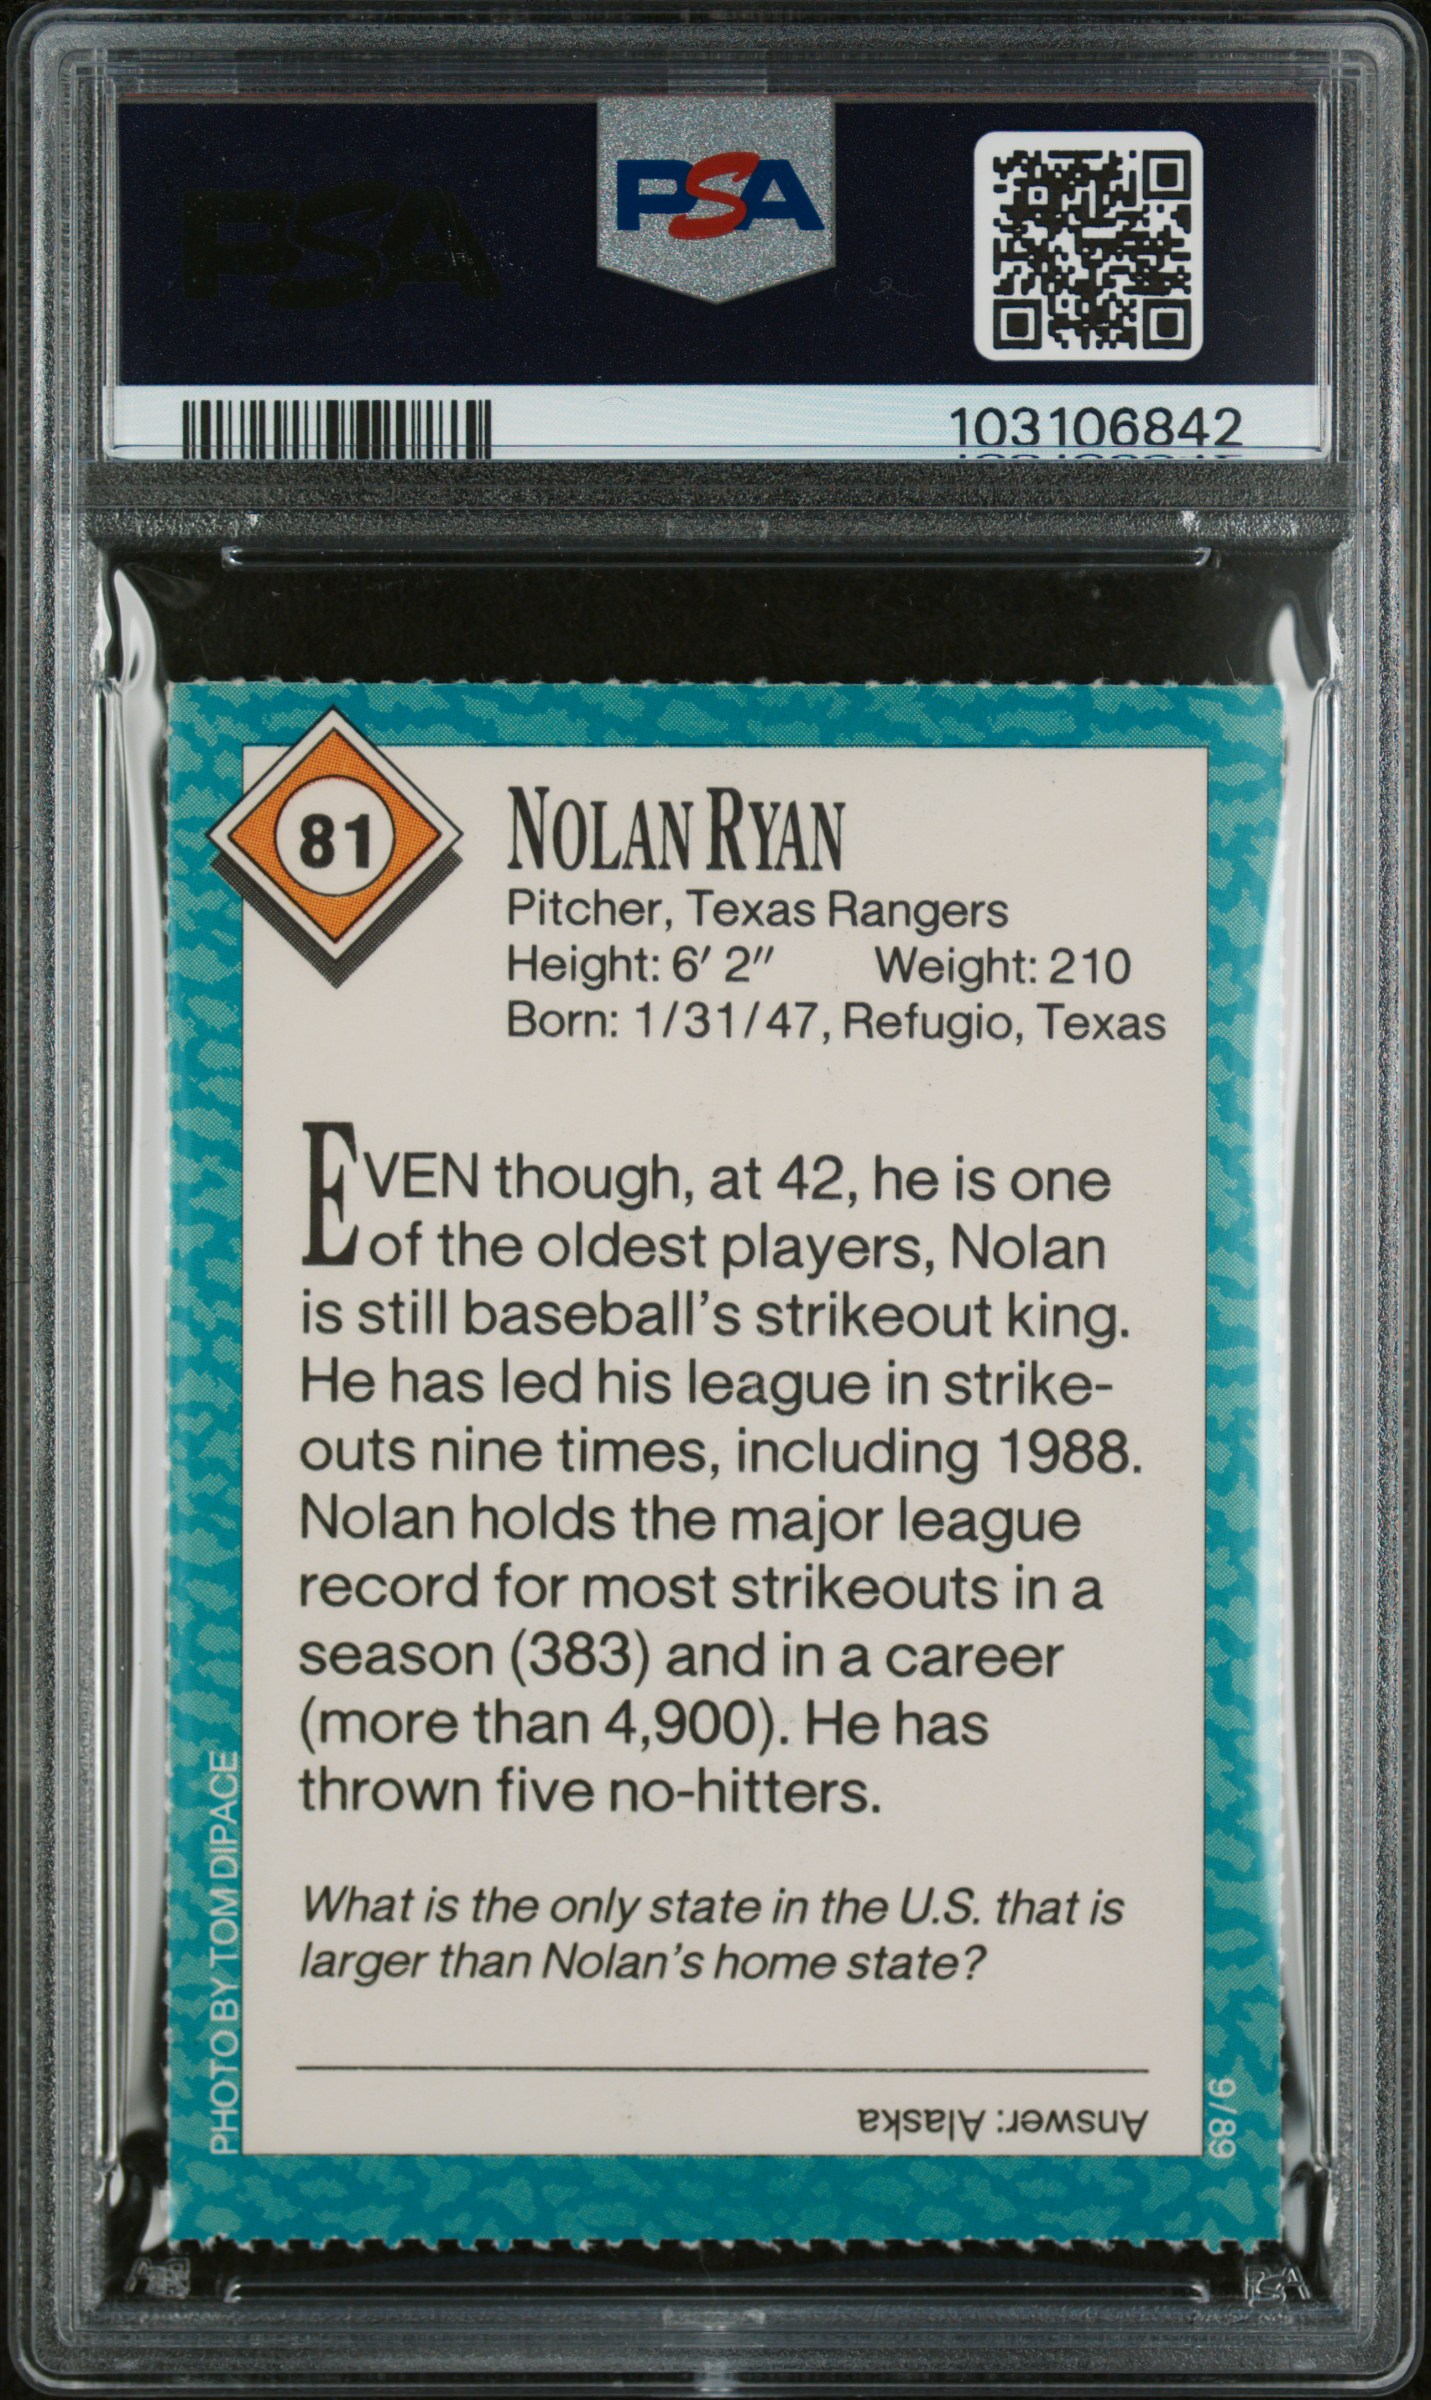 PSA
PSA
103106842
81
NOLAN RYAN
Pitcher, Texas Rangers
Height: 6′ 2″ Weight: 210
Born: 1/31/47, Refugio, Texas
EVEN though, at 42, he is one
of the oldest players, Nolan
is still baseball's strikeout king.
He has led his league in strike-
outs nine times, including 1988.
Nolan holds the major league
record for most strikeouts in a
season (383) and in a career
(more than 4,900). He has
thrown five no-hitters.
What is the only state in the U.S. that is
larger than Nolan's home state?
Answer: Alaska
PHOTO BY TOM DIPACE
9/89
PSA